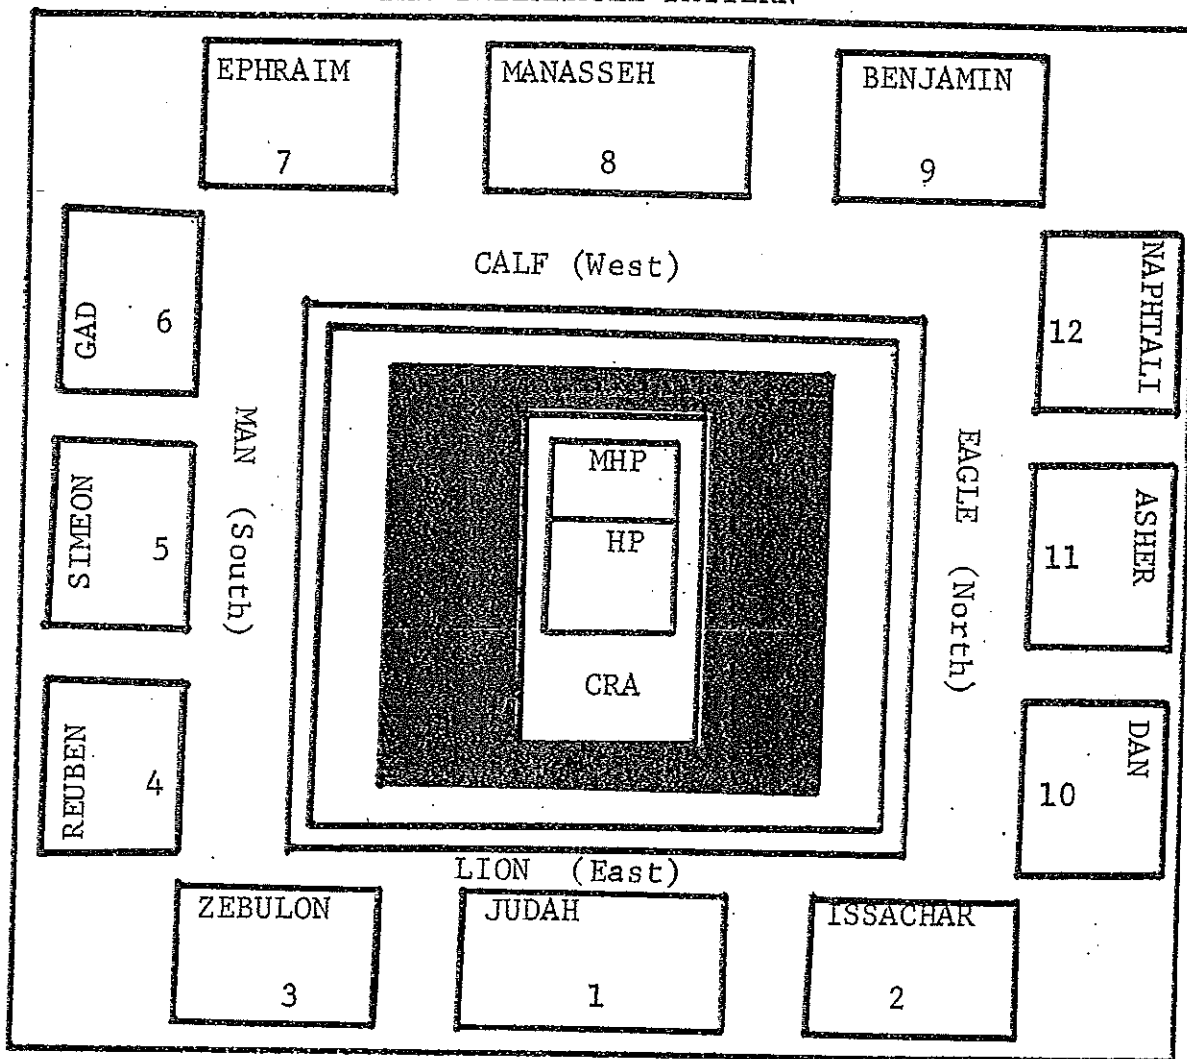 EPHRAIM
7
MANASSEH
8
BENJAMIN
9
CALF (West)
GAD
6
NAPHTALI
12
MAN (South)
EAGLE (North)
MHP
HP
CRA
SIMEON
5
ASHER
11
REUBEN
4
DAN
10
LION (East)
ZEBULON
3
JUDAH
1
ISSACHAR
2